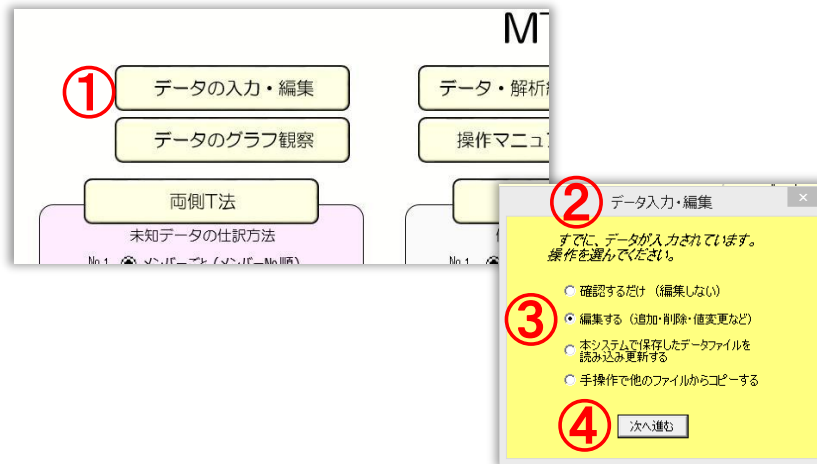 MT
①
データの入力・編集
データ・解析
データのグラフ観察
操作マニュ
両側T法
未知データの仕訳方法
No.1 メンバーごと(メンバーNo.順)
No.1
②
データ入力・編集
×
すでに、データが入力されています。
操作を選んでください。
確認するだけ (編集しない)
③
編集する (追加・削除・値変更など)
本システムで保存したデータファイルを
読み込み更新する
手操作で他のファイルからコピーする
④
次へ進む